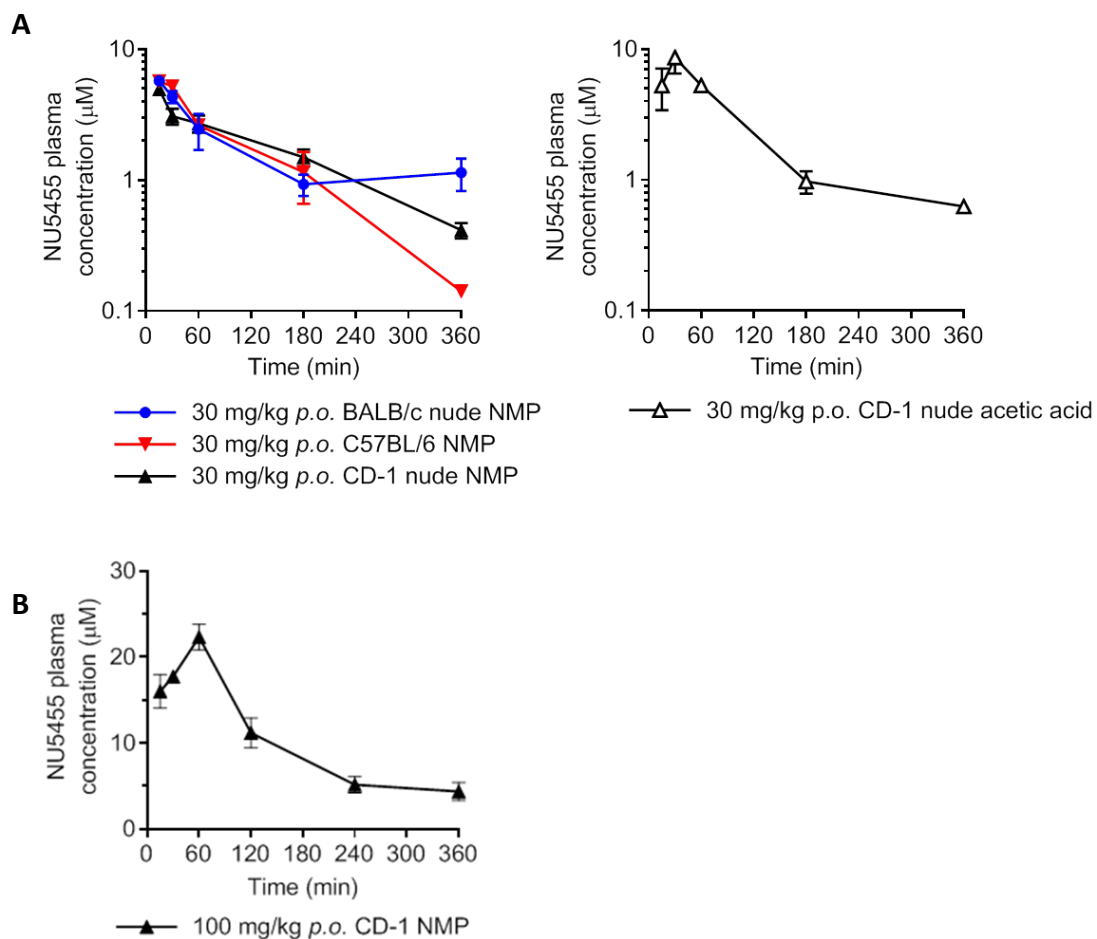 A
NU5455 plasma
concentration (μM)
10
1
0.1
0 60 120 180 240 300 360
Time (min)
30 mg/kg p.o. BALB/c nude NMP
30 mg/kg p.o. C57BL/6 NMP
30 mg/kg p.o. CD-1 nude NMP
NU5455 plasma
concentration (μM)
10
1
0.1
0 60 120 180 240 300 360
Time (min)
30 mg/kg p.o. CD-1 nude acetic acid
B
NU5455 plasma
concentration (μM)
30
20
10
0
0 60 120 180 240 300 360
Time (min)
100 mg/kg p.o. CD-1 NMP